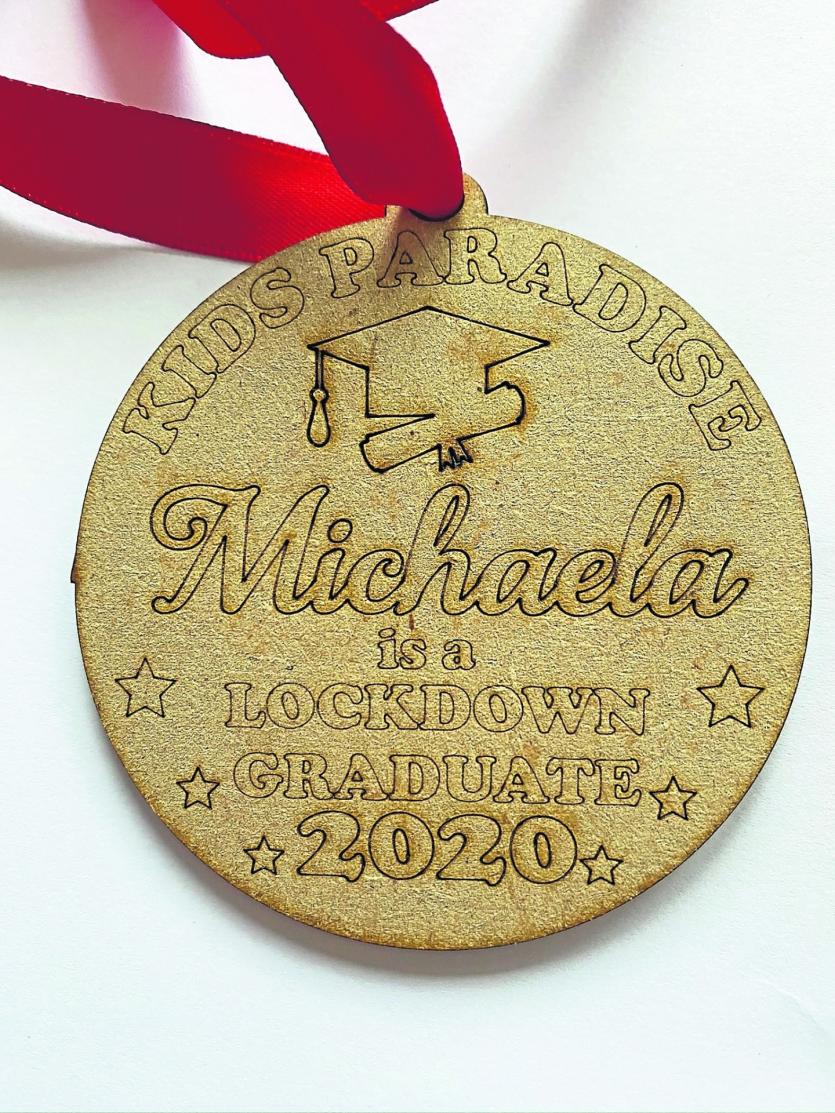 KIDS PARADISE
Michaela
is a
LOCKDOWN
GRADUATE
2020